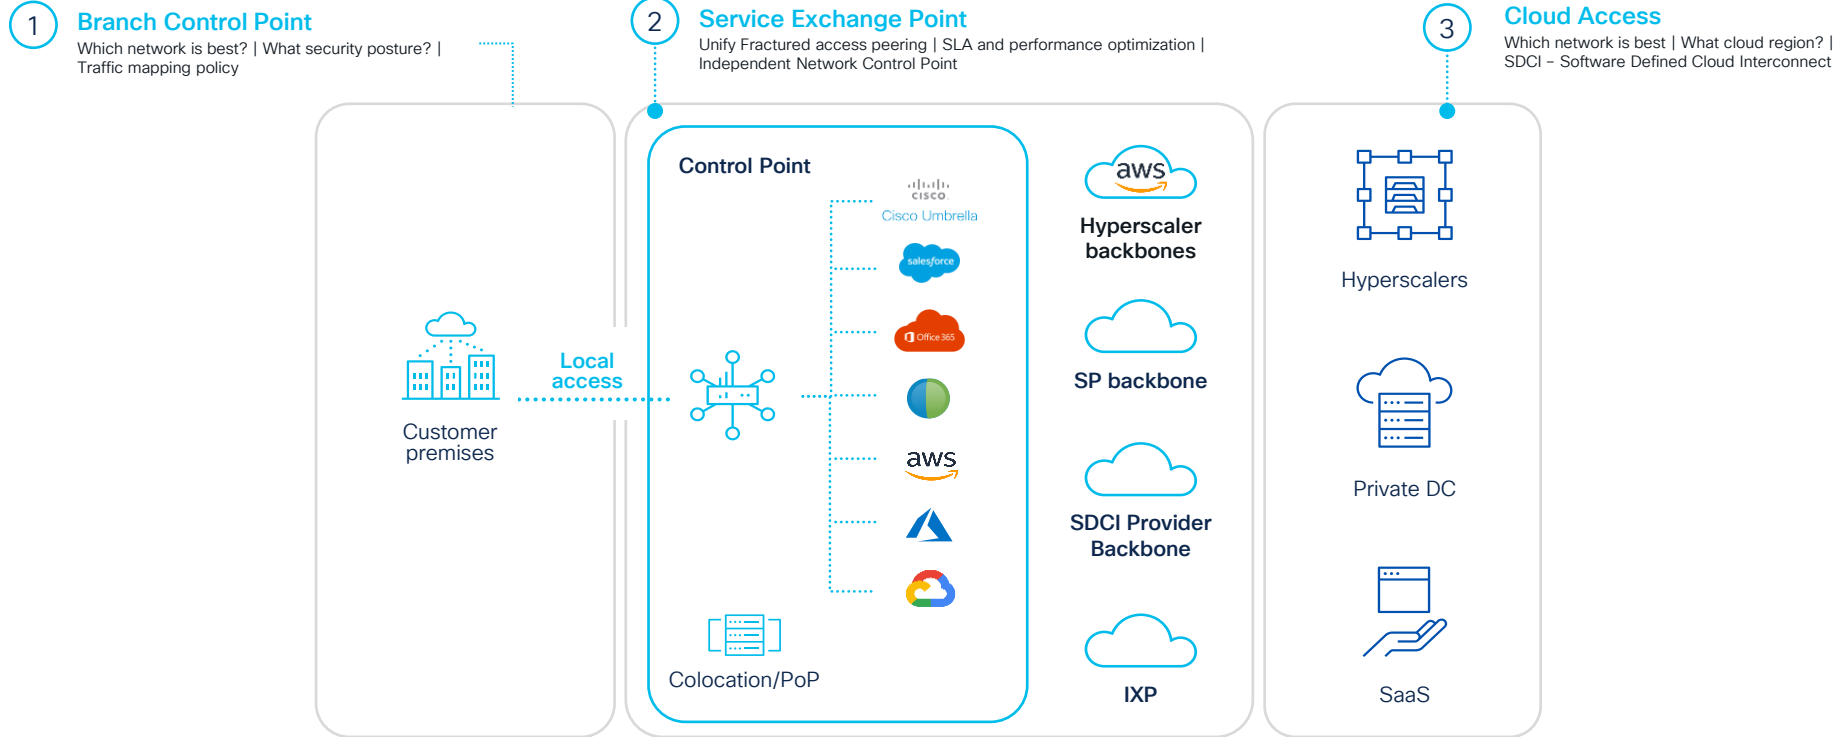 1
Branch Control Point
Which network is best? | What security posture? |
Traffic mapping policy
2
Service Exchange Point
Unify Fractured access peering | SLA and performance optimization |
Independent Network Control Point
3
Cloud Access
Which network is best | What cloud region? |
SDCI – Software Defined Cloud Interconnect
Customer
premises
Local
access
Control Point
CISCO
Cisco Umbrella
salesforce
Office 365
aws
Colocation/PoP
aws
Hyperscaler
backbones
SP backbone
SDCI Provider
Backbone
IXP
Hyperscalers
Private DC
SaaS